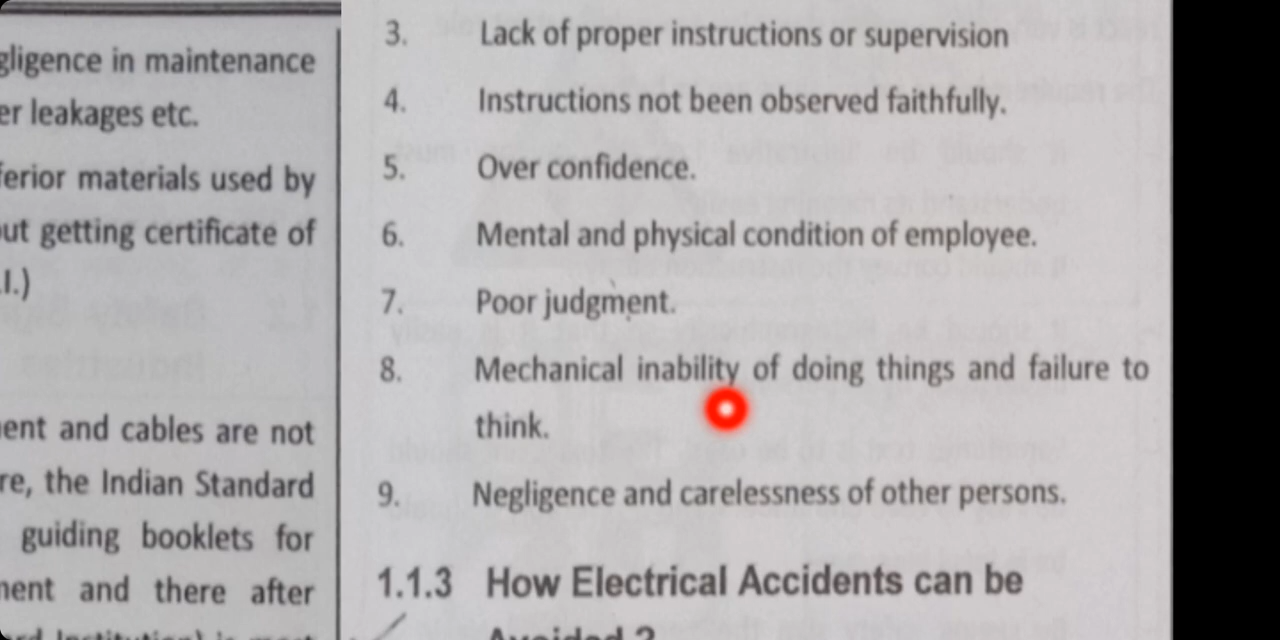 gligence in maintenance
er leakages etc.
ferior materials used by
out getting certificate of
.I.)
ent and cables are not
re, the Indian Standard
guiding booklets for
ment and there after
3. Lack of proper instructions or supervision
4. Instructions not been observed faithfully.
5. Over confidence.
6. Mental and physical condition of employee.
7. Poor judgment.
8. Mechanical inability of doing things and failure to
think.
9. Negligence and carelessness of other persons.
1.1.3 How Electrical Accidents can be
Avoided ?